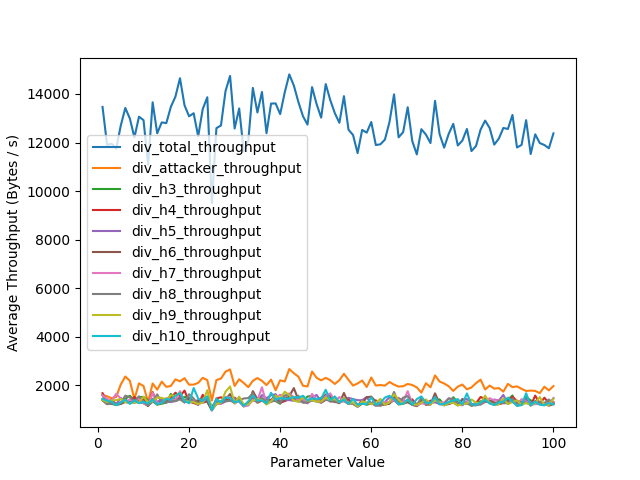 14000
12000
10000
8000
6000
4000
2000
Average Throughput (Bytes / s)
div_total_throughput
div_attacker_throughput
div_h3_throughput
div_h4_throughput
div_h5_throughput
div_h6_throughput
div_h7_throughput
div_h8_throughput
div_h9_throughput
div_h10_throughput
0 20 40 60 80 100
Parameter Value